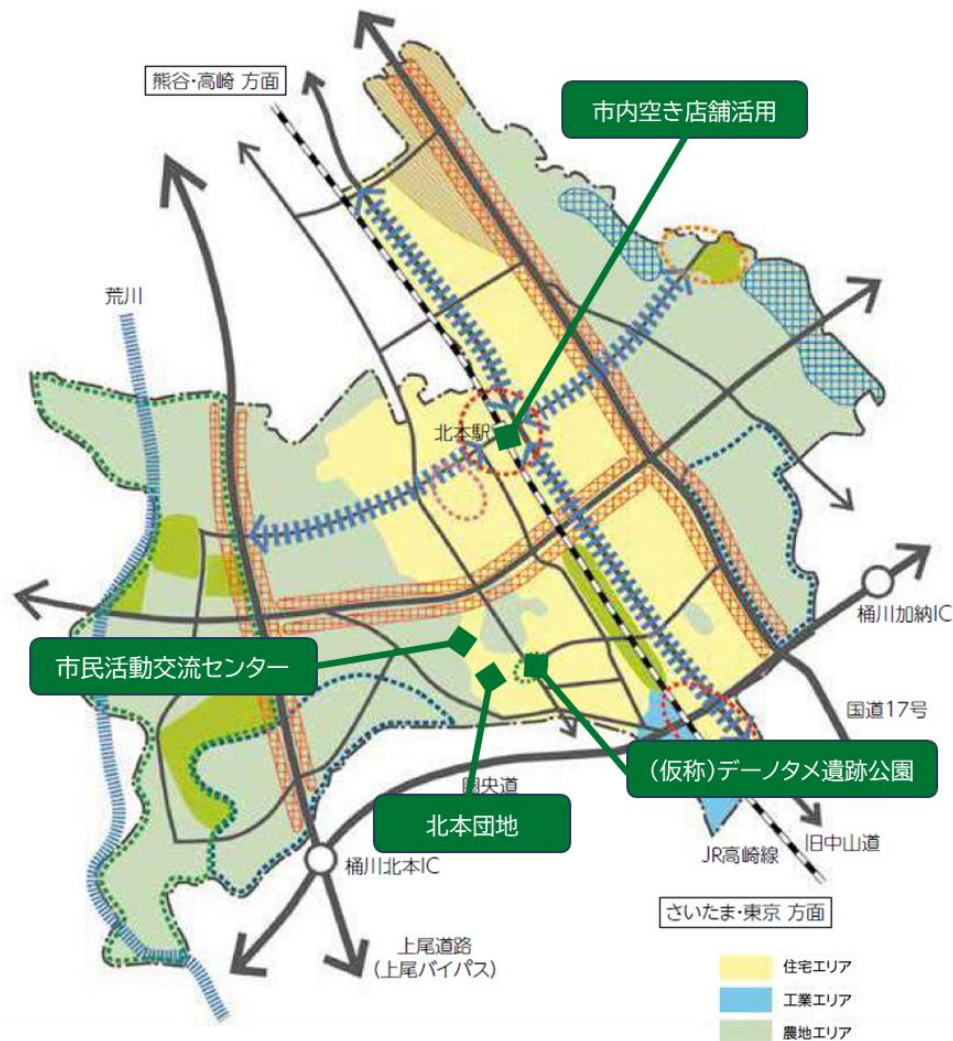 熊谷・高崎 方面
市内空き店舗活用
荒川
北本駅
桶川加納IC
市民活動交流センター
国道17号
(仮称)デーノタメ遺跡公園
圏央道
北本団地
旧中山道
JR高崎線
桶川北本IC
さいたま・東京 方面
上尾道路
(上尾バイパス)
住宅エリア
工業エリア
農地エリア